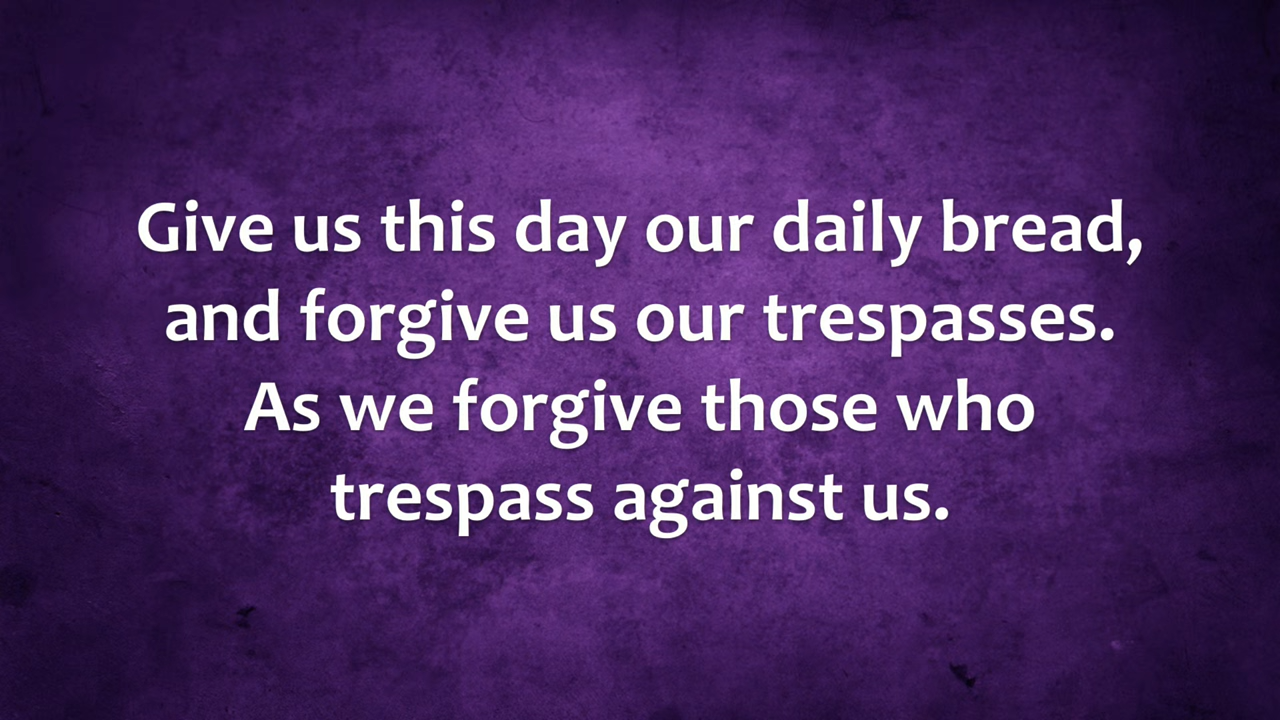 Give us this day our daily bread,
and forgive us our trespasses.
As we forgive those who
trespass against us.